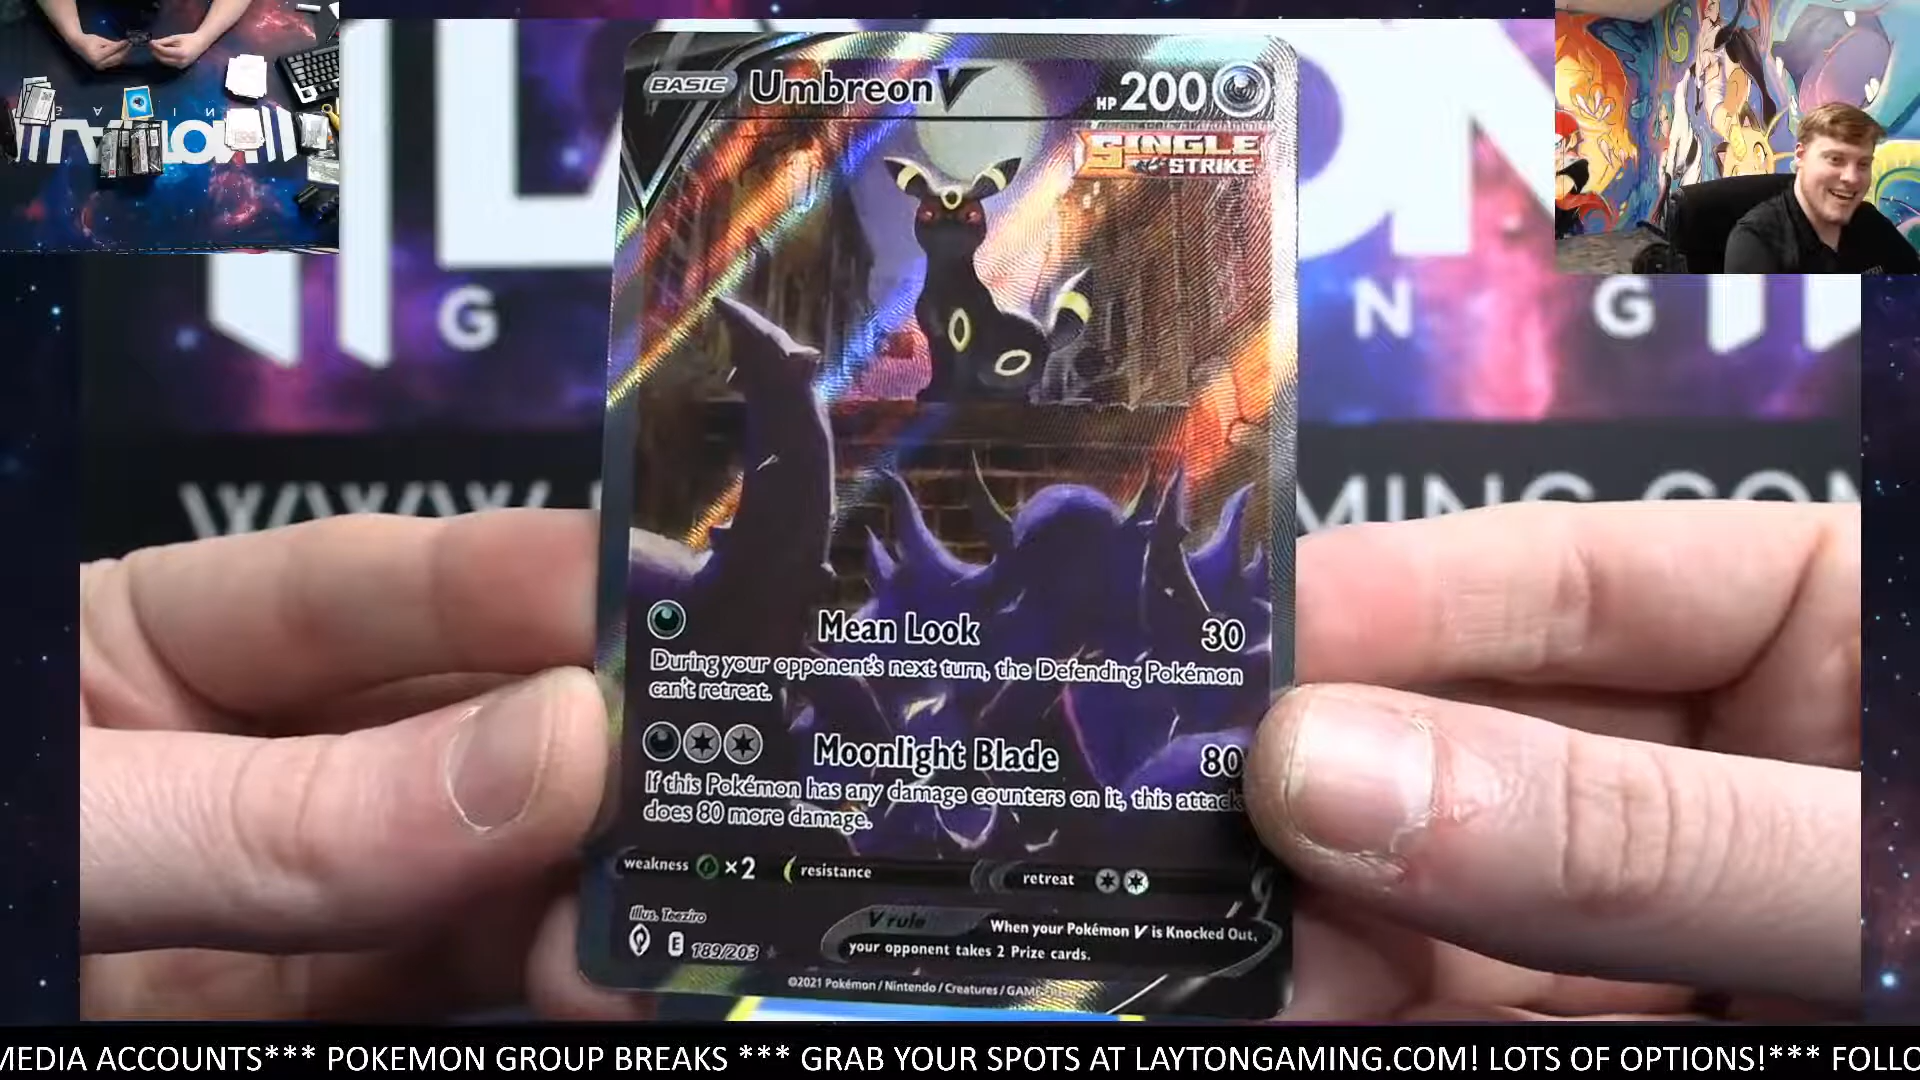 BASIC Umbreon V HP 200
SINGLE
STRIKE
G N G
Mean Look 30
During your opponent's next turn, the Defending Pokémon
can't retreat.
Moonlight Blade 80
If this Pokémon has any damage counters on it, this attack
does 80 more damage.
weakness ×2 resistance retreat
Illus. Teeziro
V rule When your Pokémon V is Knocked Out,
your opponent takes 2 Prize cards.
E 189/203
©2021 Pokémon / Nintendo / Creatures / GAME
MEDIA ACCOUNTS*** POKEMON GROUP BREAKS *** GRAB YOUR SPOTS AT LAYTONGAMING.COM! LOTS OF OPTIONS!*** FOLLO